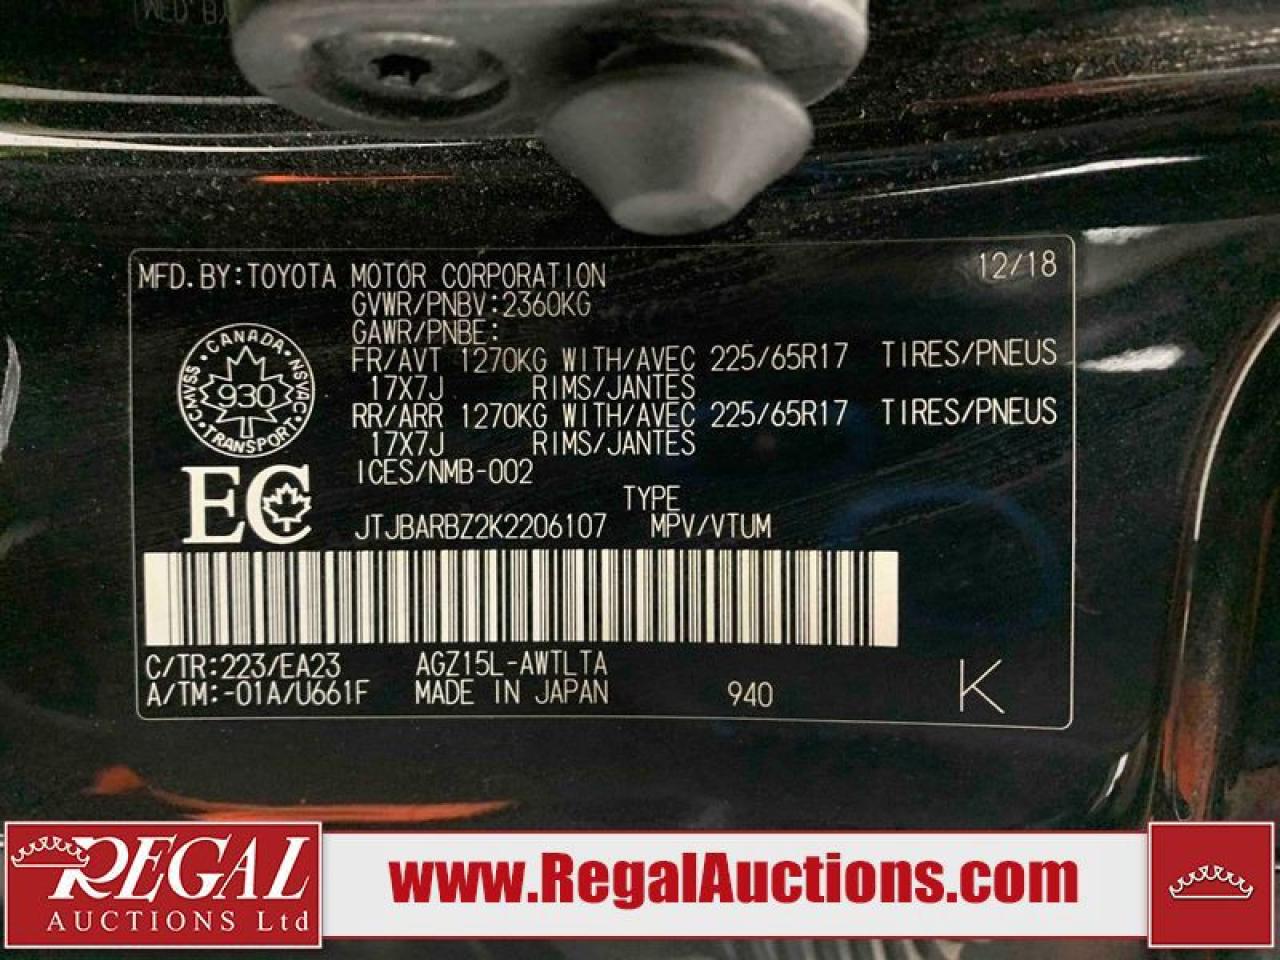 MFD. BY:TOYOTA MOTOR CORPORATION 12/18
GVWR/PNBV:2360KG
GAWR/PNBE:
FR/AVT 1270KG WITH/AVEC 225/65R17 TIRES/PNEUS
17X7J RIMS/JANTES
RR/ARR 1270KG WITH/AVEC 225/65R17 TIRES/PNEUS
17X7J RIMS/JANTES
ICES/NMB-002
CANADA
CMVSS 930 NSVAC
TRANSPORT
EC
TYPE
JTJBARBZ2K2206107 MPV/VTUM
C/TR:223/EA23 AGZ15L-AWTLTA
A/TM:-01A/U661F MADE IN JAPAN 940 K
REGAL
AUCTIONS Ltd
www.RegalAuctions.com